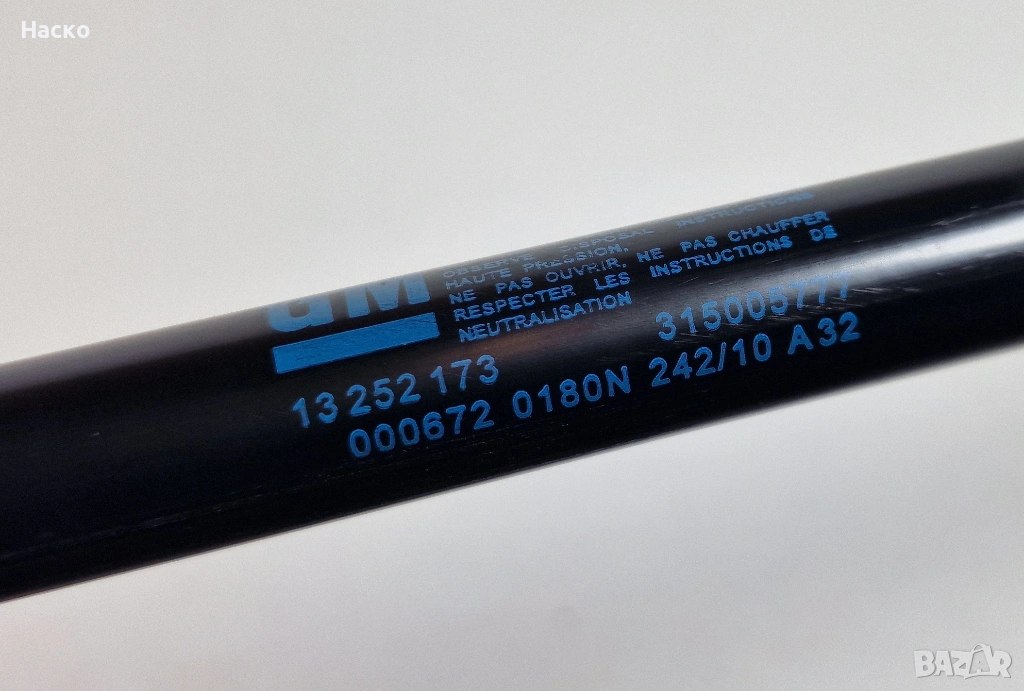 Наско
GM
OBSERVE DISPOSAL INSTRUCTIONS
HAUTE PRESSION.
NE PAS OUVRIR. NE PAS CHAUFFER
RESPECTER LES INSTRUCTIONS DE
NEUTRALISATION
13 252 173 315005777
000672 0180N 242/10 A32
BAZAR